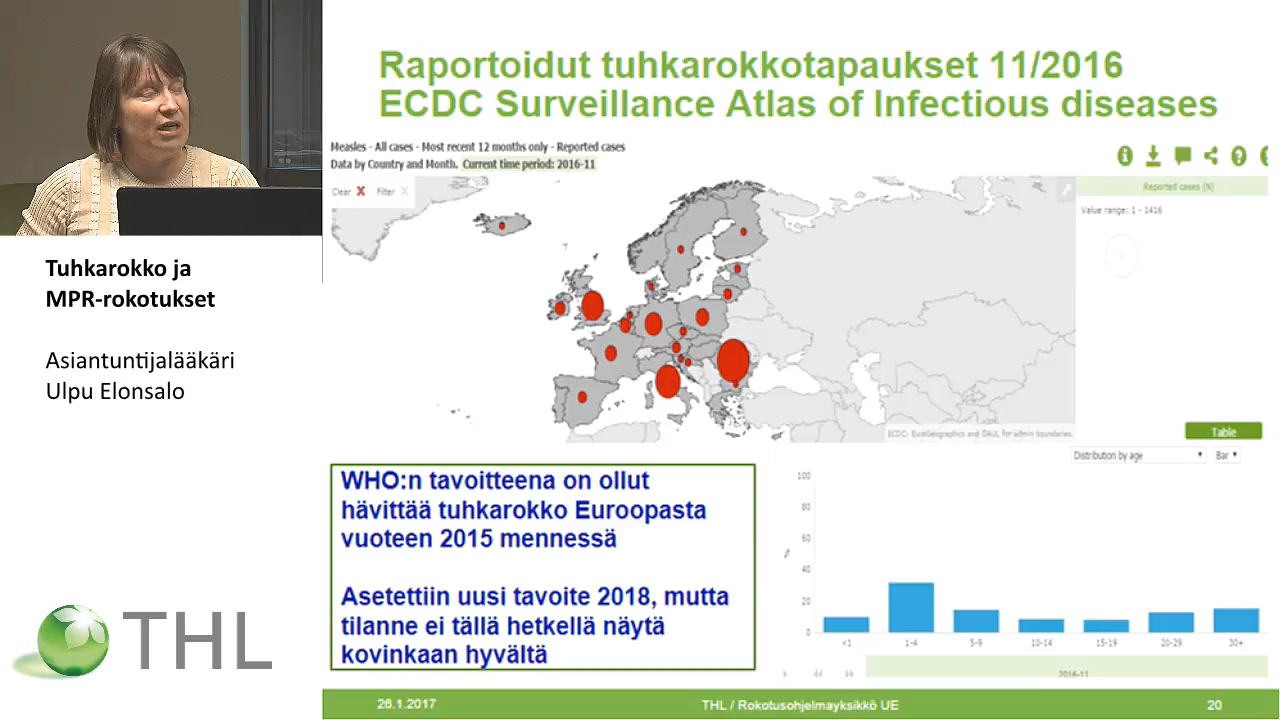 Raportoidut tuhkarokkotapaukset 11/2016
ECDC Surveillance Atlas of Infectious diseases
Measles - All cases - Most recent 12 months only - Reported cases
Data by Country and Month. Current time period: 2016-11
Clear X Filter X
Reported cases (N)
Value range: 1 - 1416
Tuhkarokko ja
MPR-rokotukset
Asiantuntijalääkäri
Ulpu Elonsalo
ECDC; EuroGeographics and GAUL for admin boundaries.
Table
Distribution by age
Bar
WHO:n tavoitteena on ollut
hävittää tuhkarokko Euroopasta
vuoteen 2015 mennessä
Asetettiin uusi tavoite 2018, mutta
tilanne ei tällä hetkellä näytä
kovinkaan hyvältä
100
80
60
40
20
0
%
<1 1-4 5-9 10-14 15-19 20-29 30+
2016-11
THL
26.1.2017 THL / Rokotusohjelmayksikkö UE 20